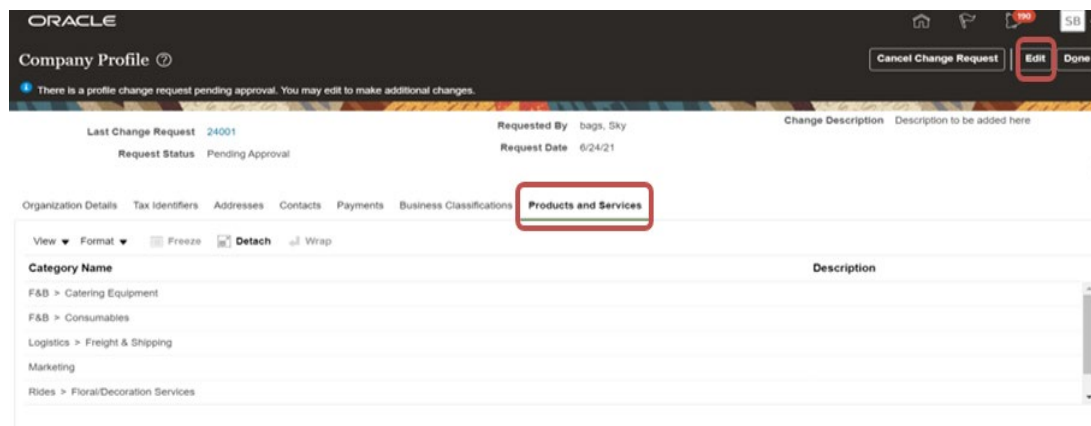 ORACLE
190
SB
Company Profile ?
Cancel Change Request
Edit
Done
There is a profile change request pending approval. You may edit to make additional changes.
Last Change Request 24001
Requested By bags, Sky
Change Description Description to be added here
Request Status Pending Approval
Request Date 6/24/21
Organization Details Tax Identifiers Addresses Contacts Payments Business Classifications Products and Services
View Format Freeze Detach Wrap
Category Name Description
F&B > Catering Equipment
F&B > Consumables
Logistics > Freight & Shipping
Marketing
Rides > Floral/Decoration Services